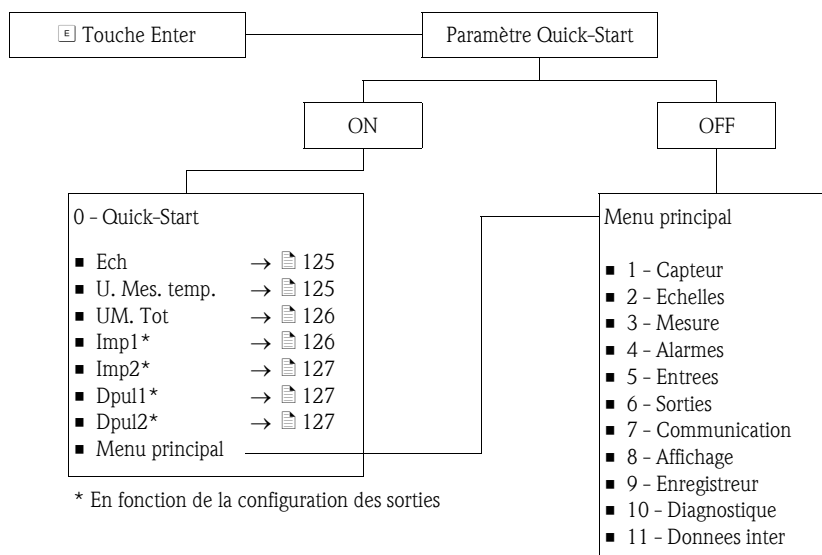 E Touche Enter
Paramètre Quick-Start
ON
OFF
0 - Quick-Start
■ Ech → 125
■ U. Mes. temp. → 125
■ UM. Tot → 126
■ Imp1* → 126
■ Imp2* → 127
■ Dpul1* → 127
■ Dpul2* → 127
■ Menu principal
* En fonction de la configuration des sorties
Menu principal
■ 1 - Capteur
■ 2 - Echelles
■ 3 - Mesure
■ 4 - Alarmes
■ 5 - Entrees
■ 6 - Sorties
■ 7 - Communication
■ 8 - Affichage
■ 9 - Enregistreur
■ 10 - Diagnostique
■ 11 - Donnees inter